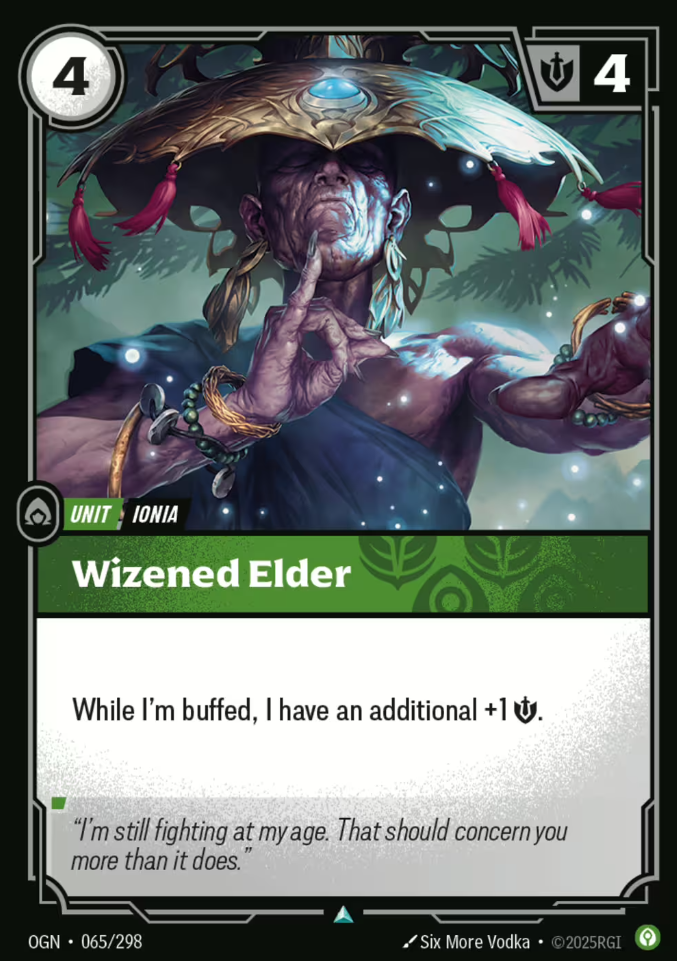 4
4
UNIT
IONIA
Wizened Elder
While I'm buffed, I have an additional +1.
“I'm still fighting at my age. That should concern you
more than it does.”
OGN • 065/298
Six More Vodka • ©2025RGI